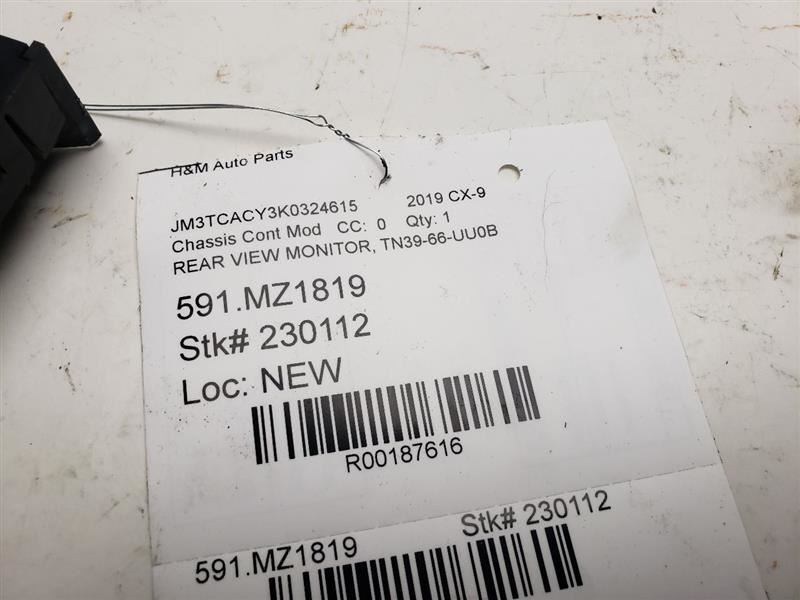 H&M Auto Parts
JM3TCACY3K0324615 2019 CX-9
Chassis Cont Mod CC: 0 Qty: 1
REAR VIEW MONITOR, TN39-66-UU0B
591.MZ1819
Stk# 230112
Loc: NEW
R00187616
591.MZ1819 Stk# 230112